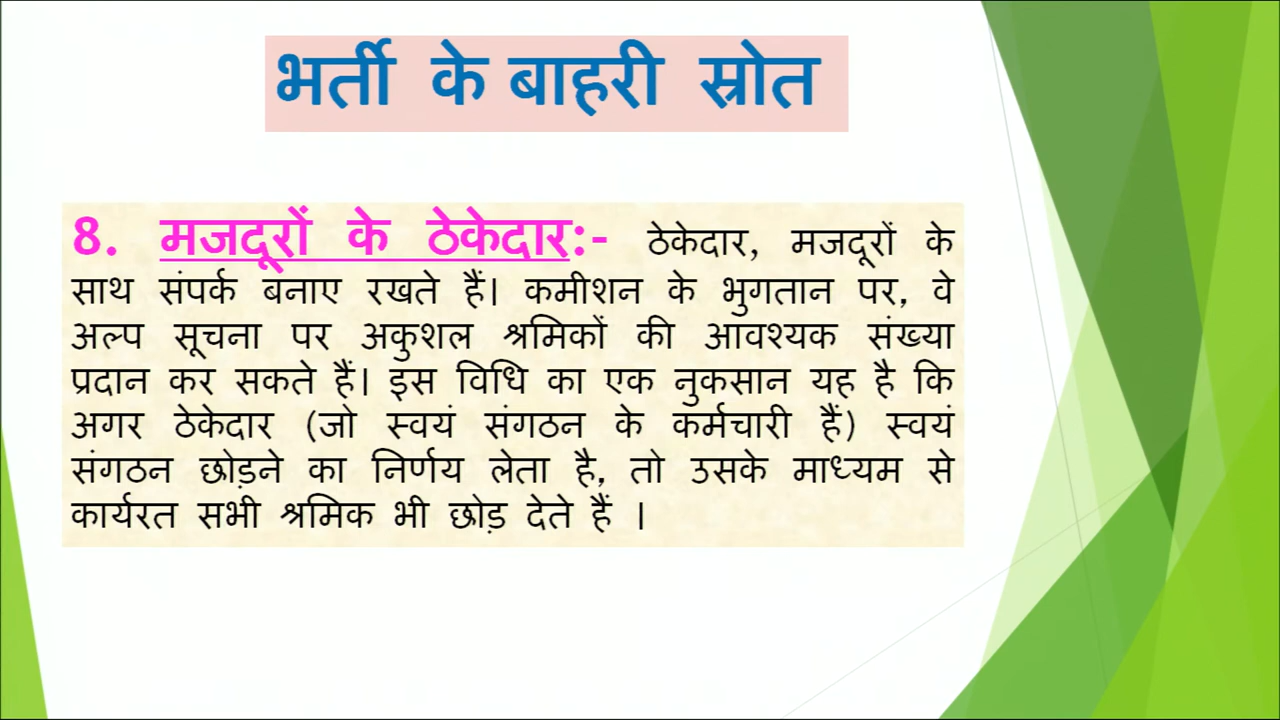 भर्ती के बाहरी स्रोत
8. मजदूरों के ठेकेदार:- ठेकेदार, मजदूरों के
साथ संपर्क बनाए रखते हैं। कमीशन के भुगतान पर, वे
अल्प सूचना पर अकुशल श्रमिकों की आवश्यक संख्या
प्रदान कर सकते हैं। इस विधि का एक नुकसान यह है कि
अगर ठेकेदार (जो स्वयं संगठन के कर्मचारी हैं) स्वयं
संगठन छोड़ने का निर्णय लेता है, तो उसके माध्यम से
कार्यरत सभी श्रमिक भी छोड़ देते हैं ।